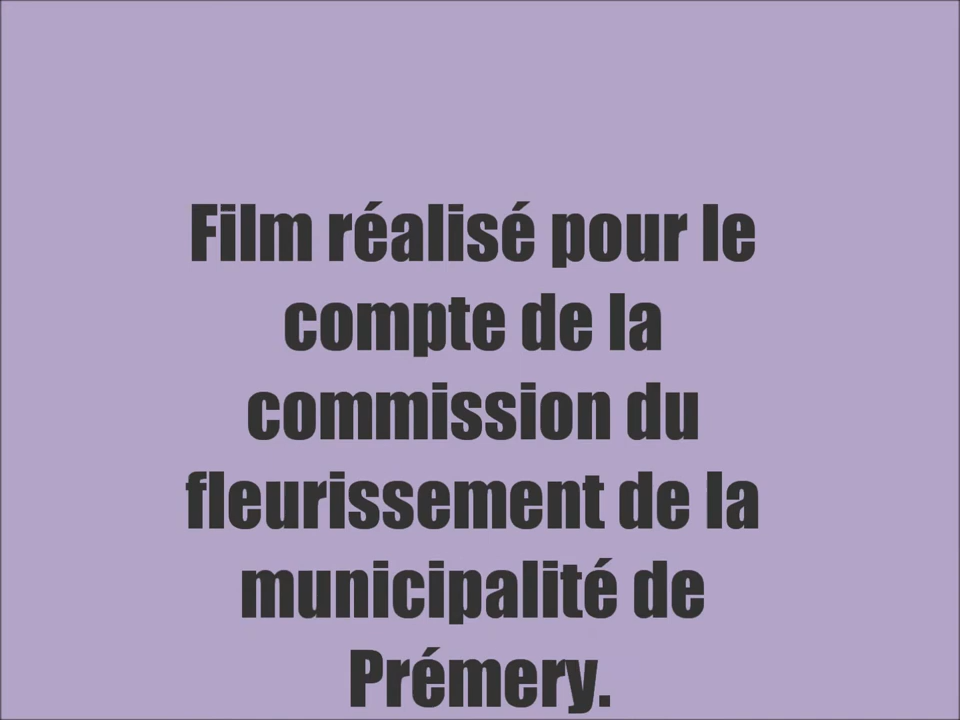 Film réalisé pour le
compte de la
commission du
fleurissement de la
municipalité de
Prémery.